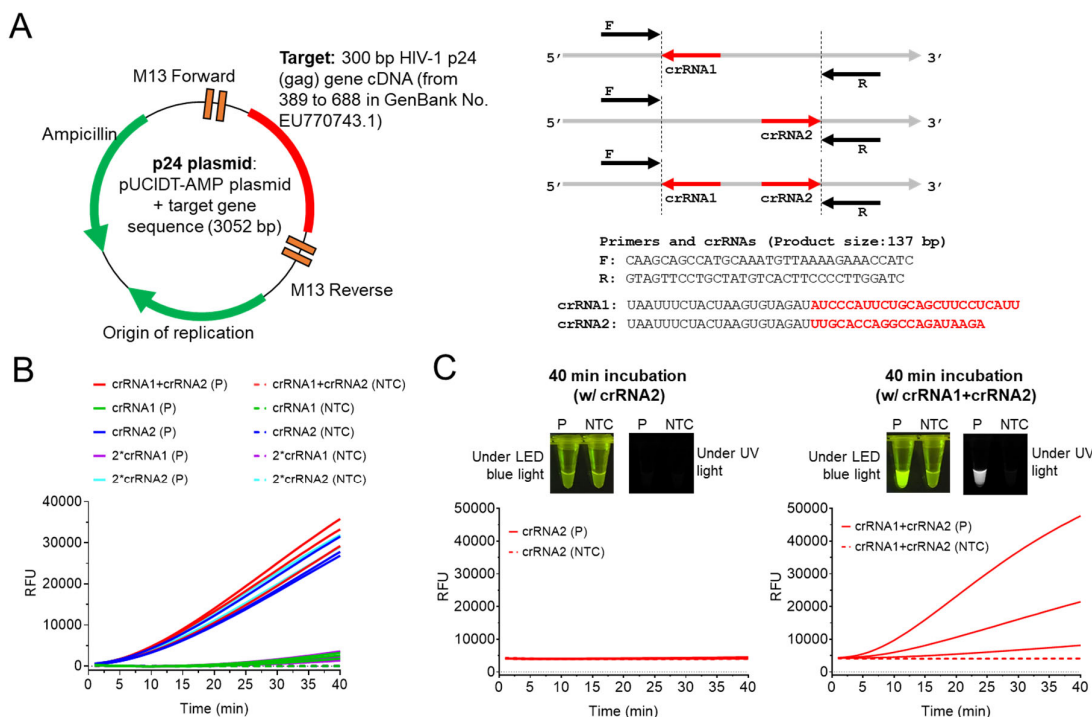 A
M13 Forward
Target: 300 bp HIV-1 p24
(gag) gene cDNA (from
389 to 688 in GenBank No.
EU770743.1)
Ampicillin
p24 plasmid:
pUCIDT-AMP plasmid
+ target gene
sequence (3052 bp)
M13 Reverse
Origin of replication
F
5′
3′
crRNA1
R
F
5′
3′
crRNA2
R
F
5′
3′
crRNA1
crRNA2
R
Primers and crRNAs (Product size:137 bp)
F: CAAGCAGCCATGCAAATGTTAAAAGAAACCATC
R: GTAGTTCCTGCTATGTCACTTCCCCTTGGATC
crRNA1: UAAUUUCUACUAAGUGUAGAUAUCCCAUUCUGCAGCUUCCUCAUU
crRNA2: UAAUUUCUACUAAGUGUAGAUUUGCACCAGGCCAGAUAAGA
B
crRNA1+crRNA2 (P)
crRNA1+crRNA2 (NTC)
crRNA1 (P)
crRNA1 (NTC)
crRNA2 (P)
crRNA2 (NTC)
2*crRNA1 (P)
2*crRNA1 (NTC)
2*crRNA2 (P)
2*crRNA2 (NTC)
40000
30000
20000
10000
0
RFU
0 5 10 15 20 25 30 35 40
Time (min)
C
40 min incubation
(w/ crRNA2)
P NTC P NTC
Under LED
blue light
Under UV
light
50000
40000
30000
20000
10000
0
RFU
crRNA2 (P)
crRNA2 (NTC)
0 5 10 15 20 25 30 35 40
Time (min)
40 min incubation
(w/ crRNA1+crRNA2)
P NTC P NTC
Under LED
blue light
Under UV
light
50000
40000
30000
20000
10000
0
RFU
crRNA1+crRNA2 (P)
crRNA1+crRNA2 (NTC)
0 5 10 15 20 25 30 35 40
Time (min)